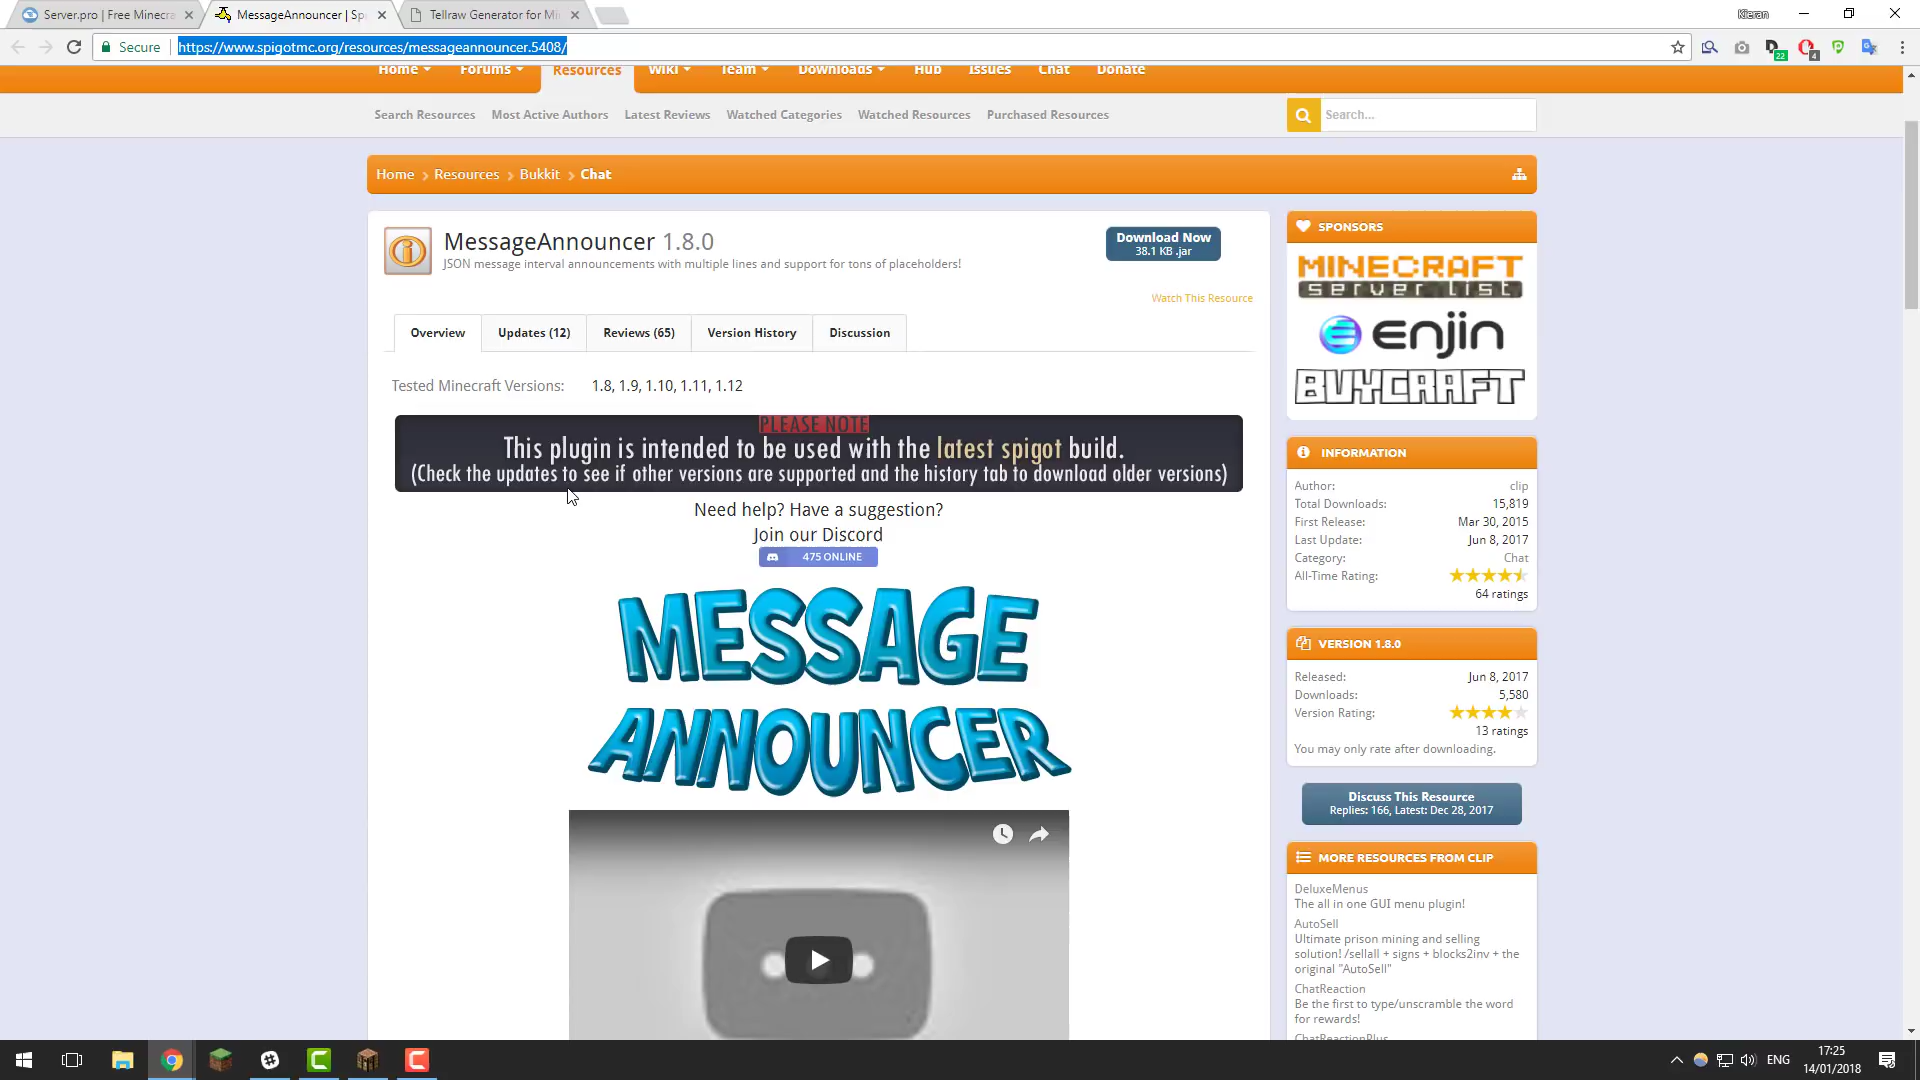 Server.pro | Free Minecra
MessageAnnouncer | Sp
Tellraw Generator for Mi
Kieran
Secure
https://www.spigotmc.org/resources/messageannouncer.5408/
22
4
Home
Forums
Resources
Wiki
Team
Downloads
Hub
Issues
Chat
Donate
Search Resources
Most Active Authors
Latest Reviews
Watched Categories
Watched Resources
Purchased Resources
Search...
Home
Resources
Bukkit
Chat
MessageAnnouncer 1.8.0
JSON message interval announcements with multiple lines and support for tons of placeholders!
Download Now
38.1 KB .jar
Watch This Resource
Overview
Updates (12)
Reviews (65)
Version History
Discussion
Tested Minecraft Versions: 1.8, 1.9, 1.10, 1.11, 1.12
PLEASE NOTE
This plugin is intended to be used with the latest spigot build.
(Check the updates to see if other versions are supported and the history tab to download older versions)
Need help? Have a suggestion?
Join our Discord
475 ONLINE
MESSAGE
ANNOUNCER
SPONSORS
MINECRAFT
SERVER LIST
enjin
BUYCRAFT
INFORMATION
Author: clip
Total Downloads: 15,819
First Release: Mar 30, 2015
Last Update: Jun 8, 2017
Category: Chat
All-Time Rating:
64 ratings
VERSION 1.8.0
Released: Jun 8, 2017
Downloads: 5,580
Version Rating:
13 ratings
You may only rate after downloading.
Discuss This Resource
Replies: 166, Latest: Dec 28, 2017
MORE RESOURCES FROM CLIP
DeluxeMenus
The all in one GUI menu plugin!
AutoSell
Ultimate prison mining and selling
solution! /sellall + signs + blocks2inv + the
original "AutoSell"
ChatReaction
Be the first to type/unscramble the word
for rewards!
ChatReactionPlus
ENG
17:25
14/01/2018